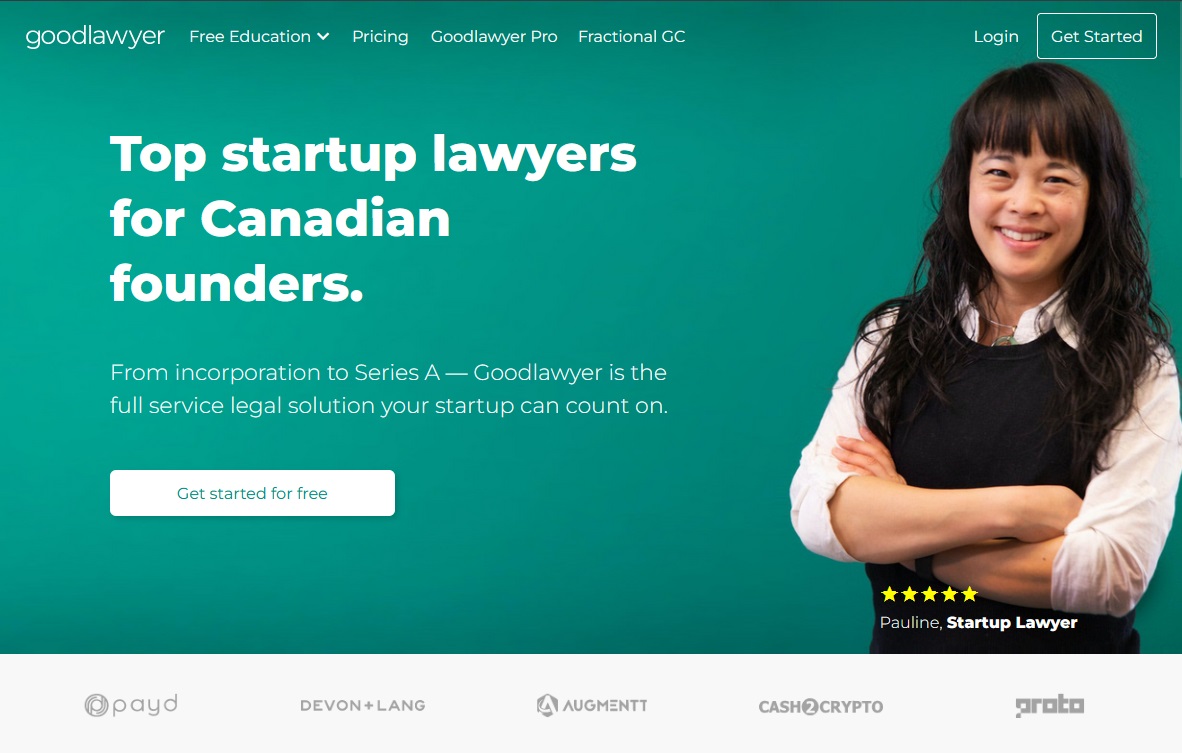 goodlawyer Free Education Pricing Goodlawyer Pro Fractional GC Login Get Started
Top startup lawyers
for Canadian
founders.
From incorporation to Series A — Goodlawyer is the
full service legal solution your startup can count on.
Get started for free
Pauline, Startup Lawyer
payd DEVON+LANG AUGMENTT CASH2CRYPTO proto